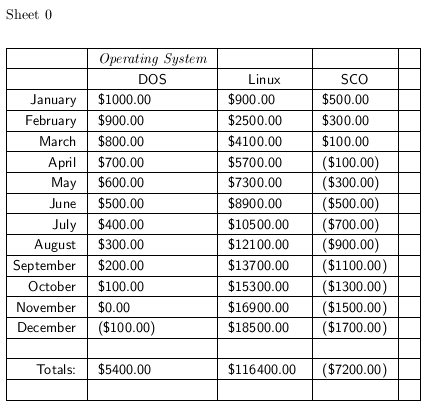 Sheet 0
Operating System
DOS Linux SCO
January $1000.00 $900.00 $500.00
February $900.00 $2500.00 $300.00
March $800.00 $4100.00 $100.00
April $700.00 $5700.00 ($100.00)
May $600.00 $7300.00 ($300.00)
June $500.00 $8900.00 ($500.00)
July $400.00 $10500.00 ($700.00)
August $300.00 $12100.00 ($900.00)
September $200.00 $13700.00 ($1100.00)
October $100.00 $15300.00 ($1300.00)
November $0.00 $16900.00 ($1500.00)
December ($100.00) $18500.00 ($1700.00)
Totals: $5400.00 $116400.00 ($7200.00)